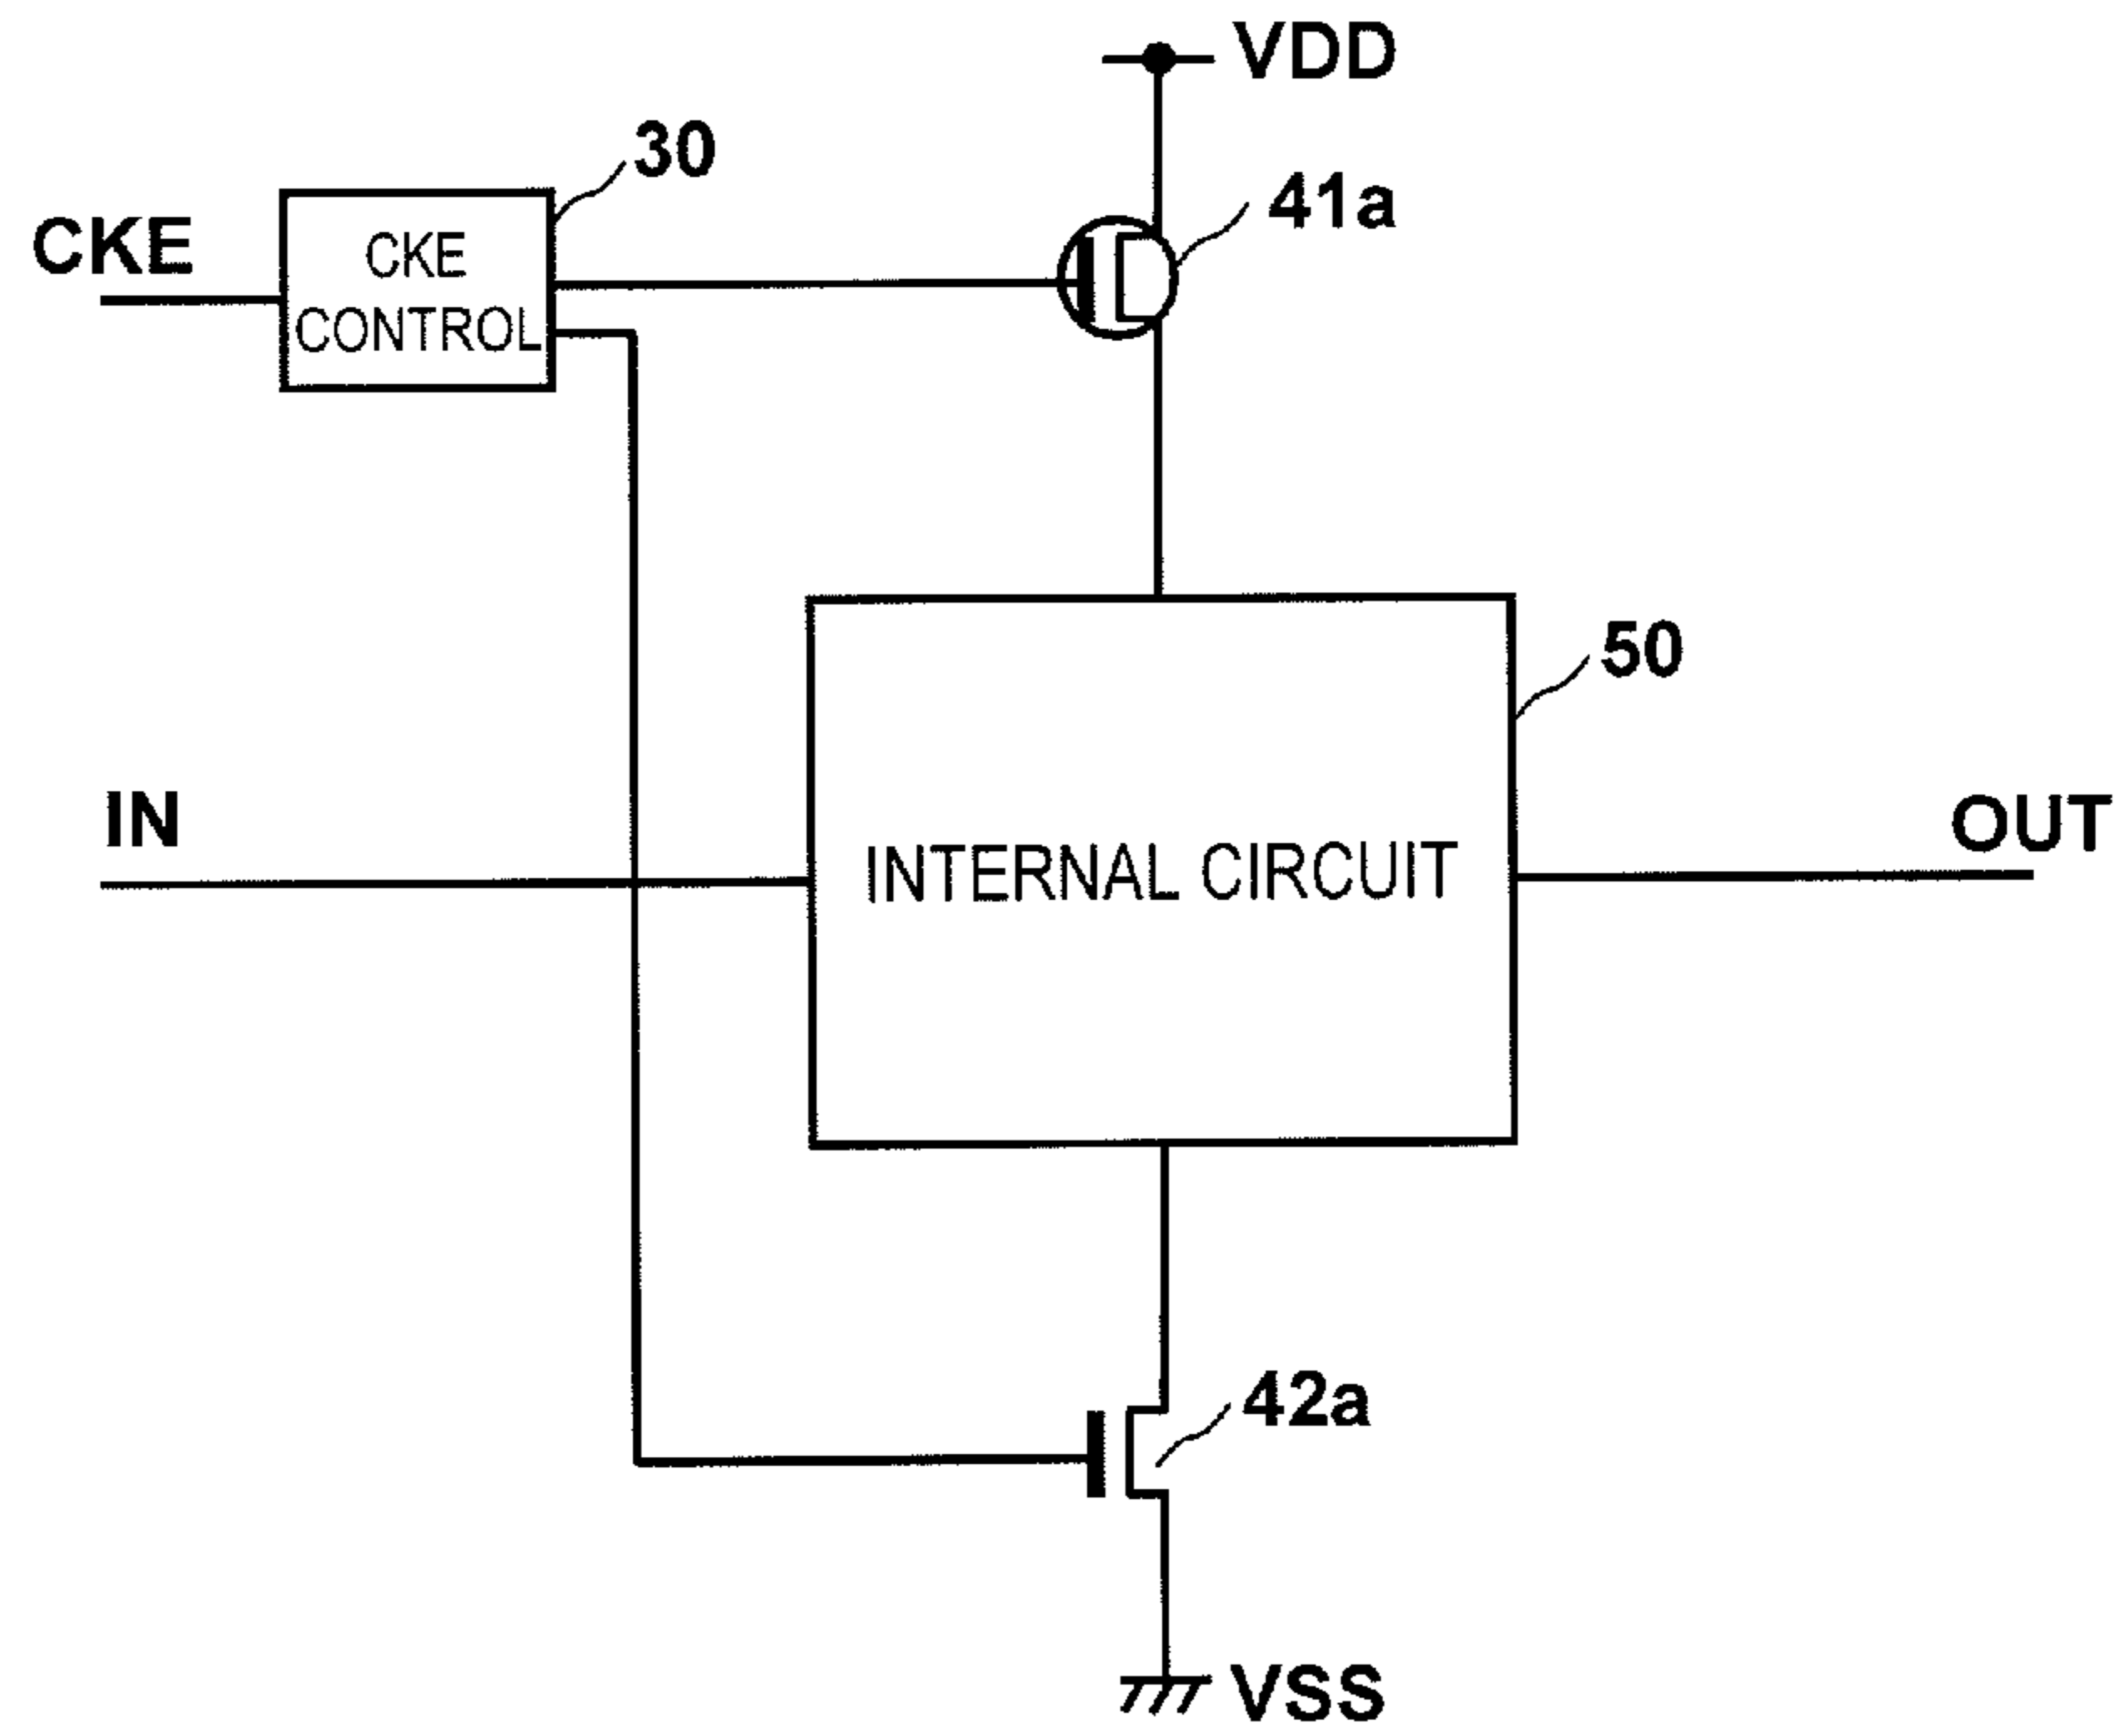 VDD
30
41a
CKE
CKE
CONTROL
50
IN
OUT
INTERNAL CIRCUIT
42a
VSS